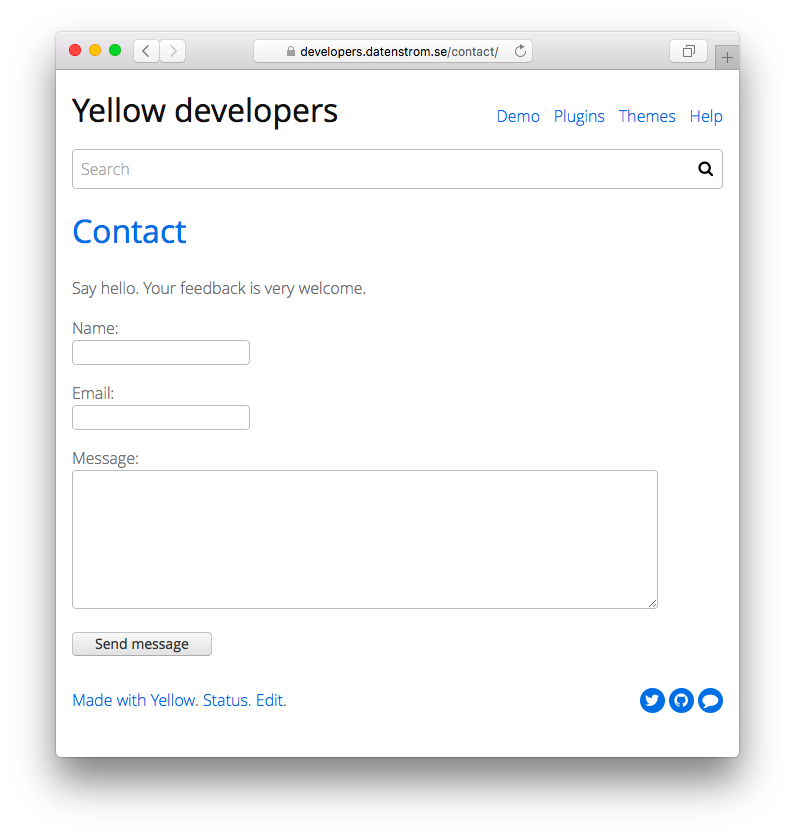 developers.datenstrom.se/contact/
Yellow developers
Demo Plugins Themes Help
Search
Contact
Say hello. Your feedback is very welcome.
Name:
Email:
Message:
Send message
Made with Yellow. Status. Edit.